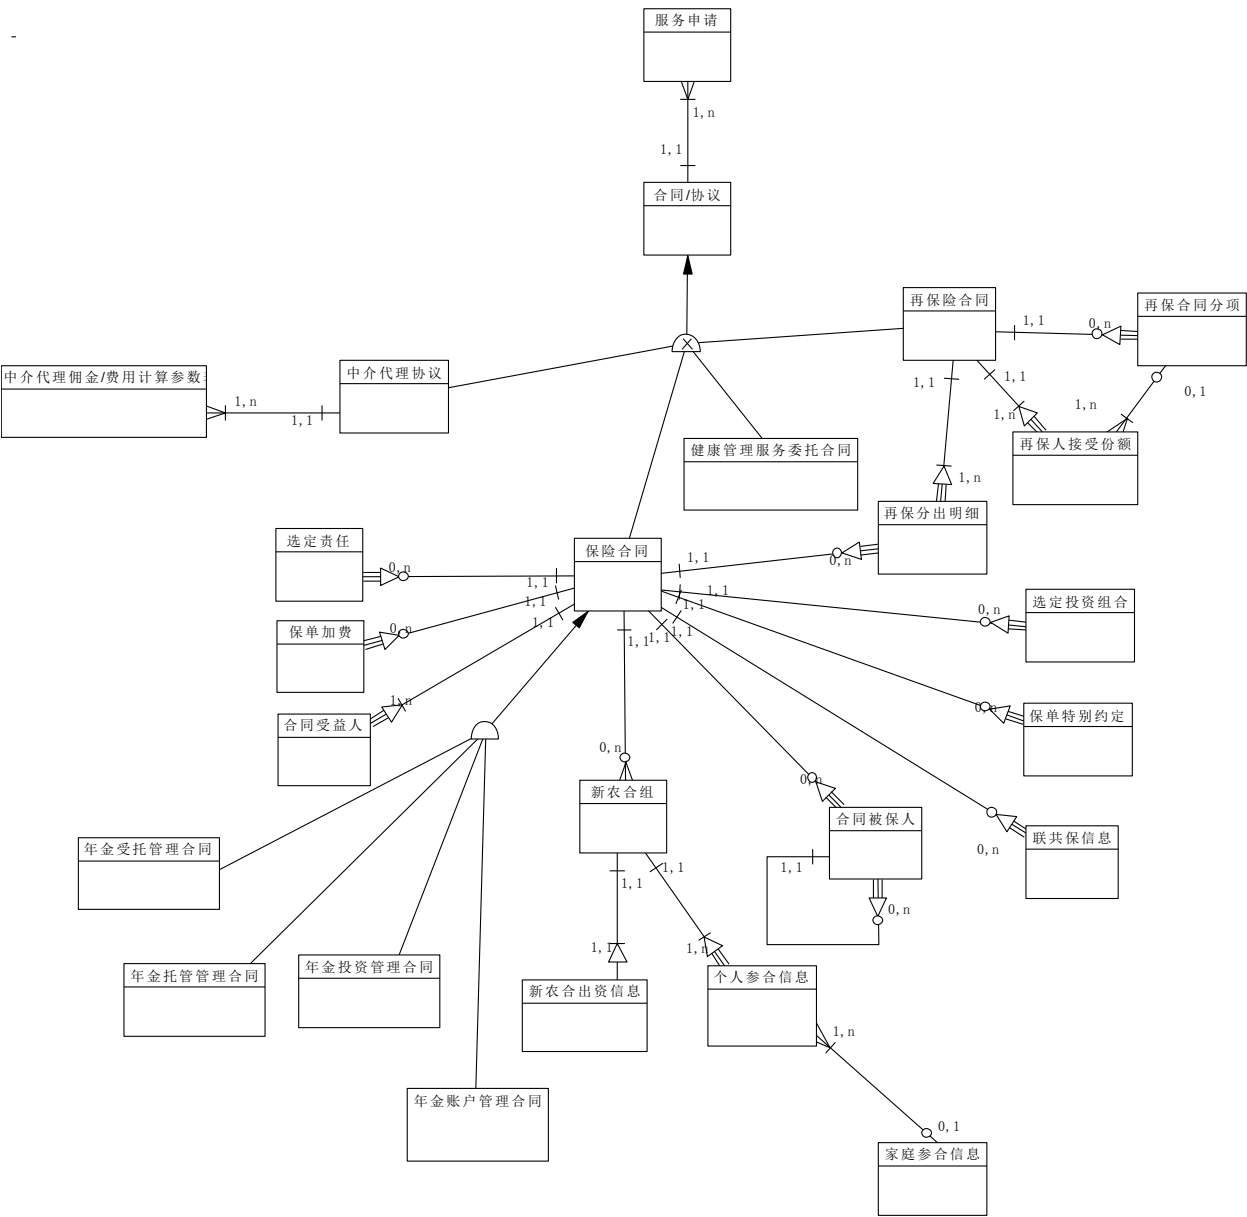 服务申请
-
1,n
1,1
合同/协议
再保险合同
再保合同分项
1,1
0,n
中介代理佣金/费用计算参数
中介代理协议
1,n
1,1
1,1
1,1
0,1
1,n
1,n
健康管理服务委托合同
再保人接受份额
1,n
再保分出明细
选定责任
保险合同
0,n
1,1
1,1
0,n
保单加费
0,n
1,1
1,1
选定投资组合
0,n
1,1
1,1
1,n
1,1
1,1
1,1
合同受益人
保单特别约定
0,n
0,n
新农合组
0,n
合同被保人
联共保信息
0,n
年金受托管理合同
1,1
1,1
1,1
0,n
1,1
1,n
年金托管管理合同
年金投资管理合同
新农合出资信息
个人参合信息
1,n
年金账户管理合同
0,1
家庭参合信息